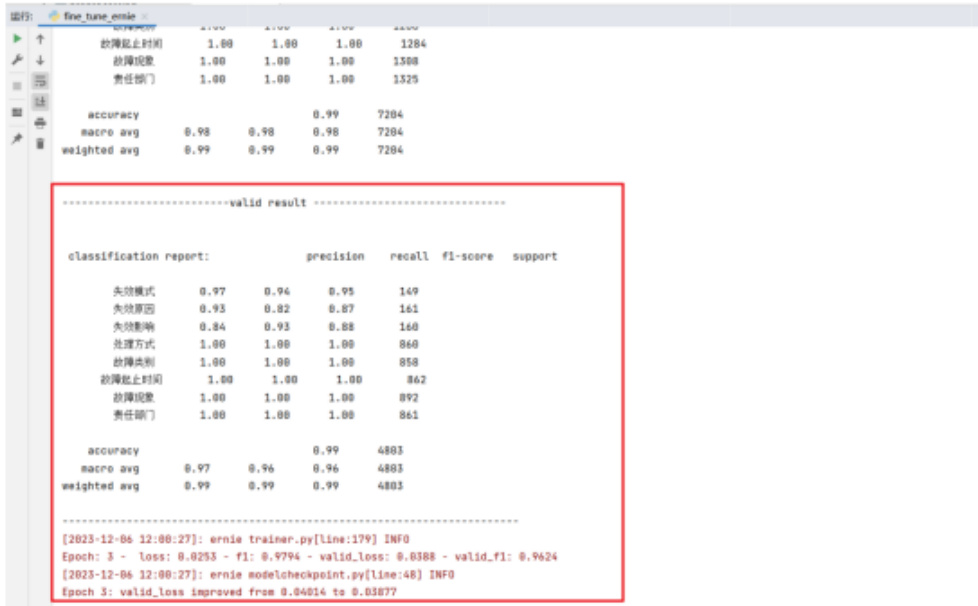 运行: fine_tune_ernie ×
故障起止时间 1.00 1.00 1.00 1284
故障现象 1.00 1.00 1.00 1308
责任部门 1.00 1.00 1.00 1325
accuracy 0.99 7204
macro avg 0.98 0.98 0.98 7204
weighted avg 0.99 0.99 0.99 7204
---------------------------valid result -------------------------------
classification report: precision recall f1-score support
失效模式 0.97 0.94 0.95 149
失效原因 0.93 0.82 0.87 161
失效影响 0.84 0.93 0.88 160
处理方式 1.00 1.00 1.00 860
故障类别 1.00 1.00 1.00 858
故障起止时间 1.00 1.00 1.00 862
故障现象 1.00 1.00 1.00 892
责任部门 1.00 1.00 1.00 861
accuracy 0.99 4803
macro avg 0.97 0.96 0.96 4803
weighted avg 0.99 0.99 0.99 4803
--------------------------------------------------------------------------
[2023-12-06 12:00:27]: ernie trainer.py[line:179] INFO
Epoch: 3 - loss: 0.0253 - f1: 0.9794 - valid_loss: 0.0388 - valid_f1: 0.9624
[2023-12-06 12:00:27]: ernie modelcheckpoint.py[line:48] INFO
Epoch 3: valid_loss improved from 0.04014 to 0.03877